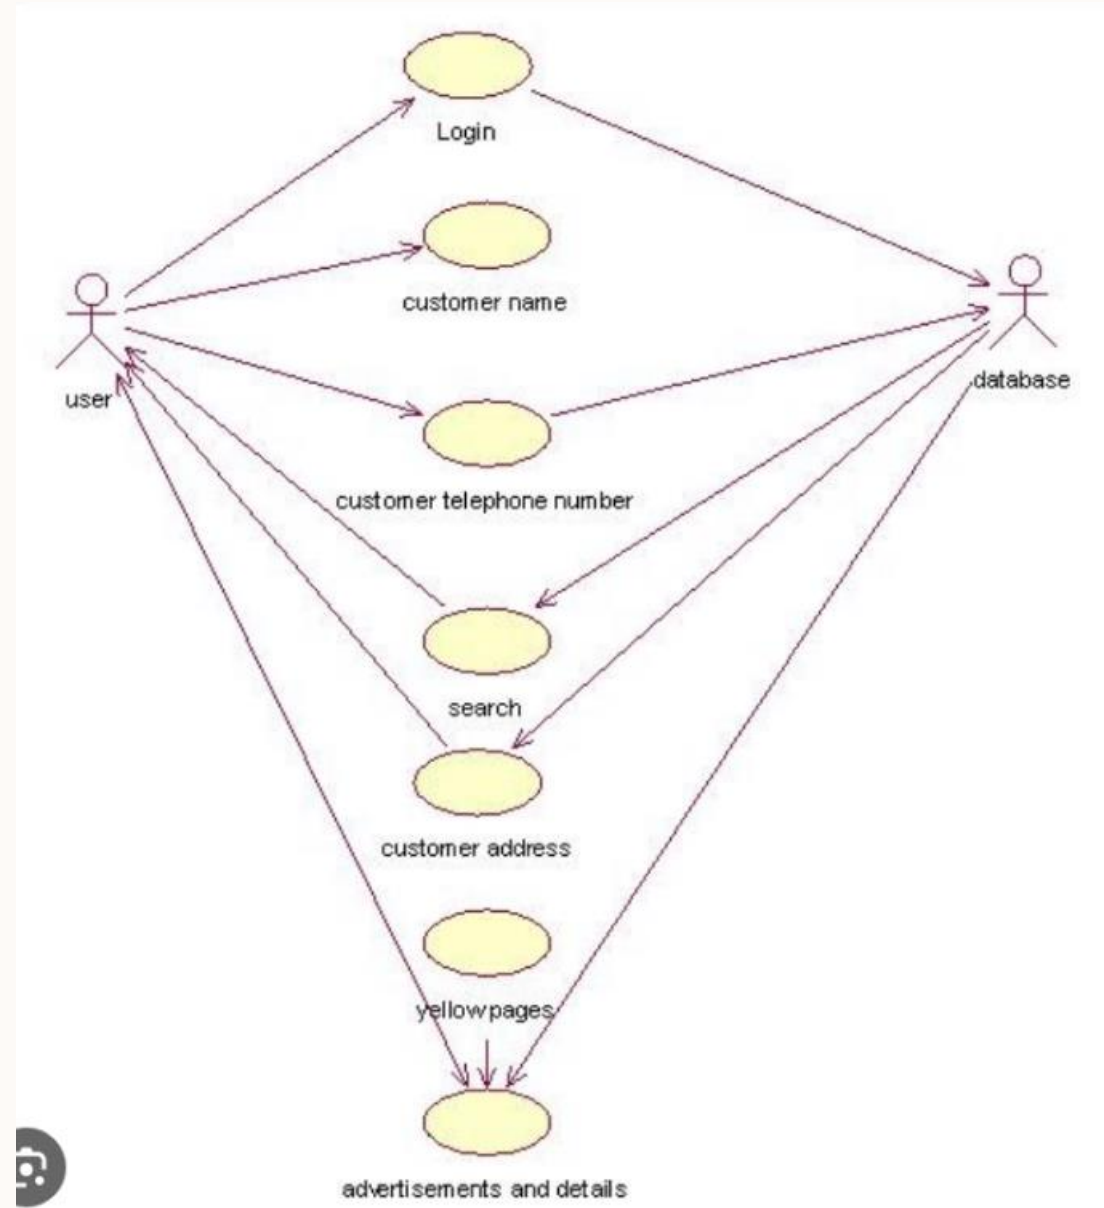 Login
customer name
user
database
customer telephone number
search
customer address
yellowpages
advertisements and details